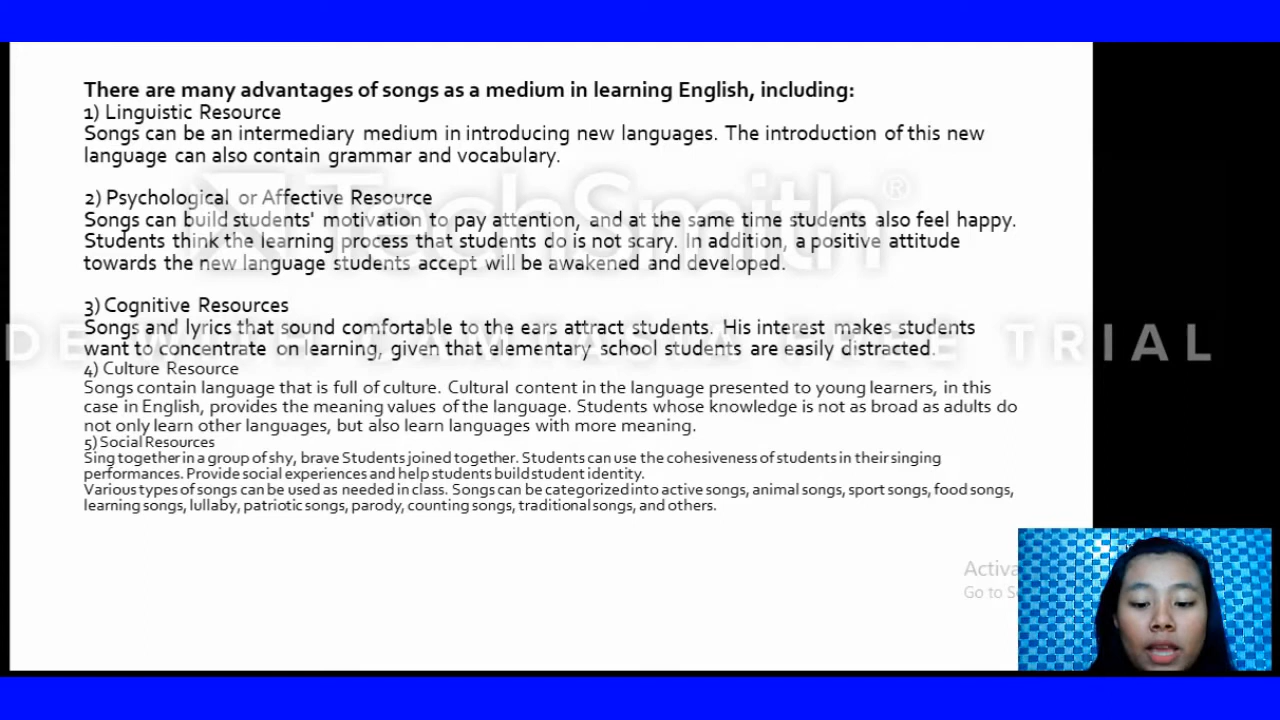 There are many advantages of songs as a medium in learning English, including:
1) Linguistic Resource
Songs can be an intermediary medium in introducing new languages. The introduction of this new
language can also contain grammar and vocabulary.
2) Psychological or Affective Resource
Songs can build students' motivation to pay attention, and at the same time students also feel happy.
Students think the learning process that students do is not scary. In addition, a positive attitude
towards the new language students accept will be awakened and developed.
TechSmith®
3) Cognitive Resources
Songs and lyrics that sound comfortable to the ears attract students. His interest makes students
want to concentrate on learning, given that elementary school students are easily distracted.
DE WITH CAMTASIA FREE TRIAL
4) Culture Resource
Songs contain language that is full of culture. Cultural content in the language presented to young learners, in this
case in English, provides the meaning values of the language. Students whose knowledge is not as broad as adults do
not only learn other languages, but also learn languages with more meaning.
5) Social Resources
Sing together in a group of shy, brave Students joined together. Students can use the cohesiveness of students in their singing
performances. Provide social experiences and help students build student identity.
Various types of songs can be used as needed in class. Songs can be categorized into active songs, animal songs, sport songs, food songs,
learning songs, lullaby, patriotic songs, parody, counting songs, traditional songs, and others.
Activa
Go to S